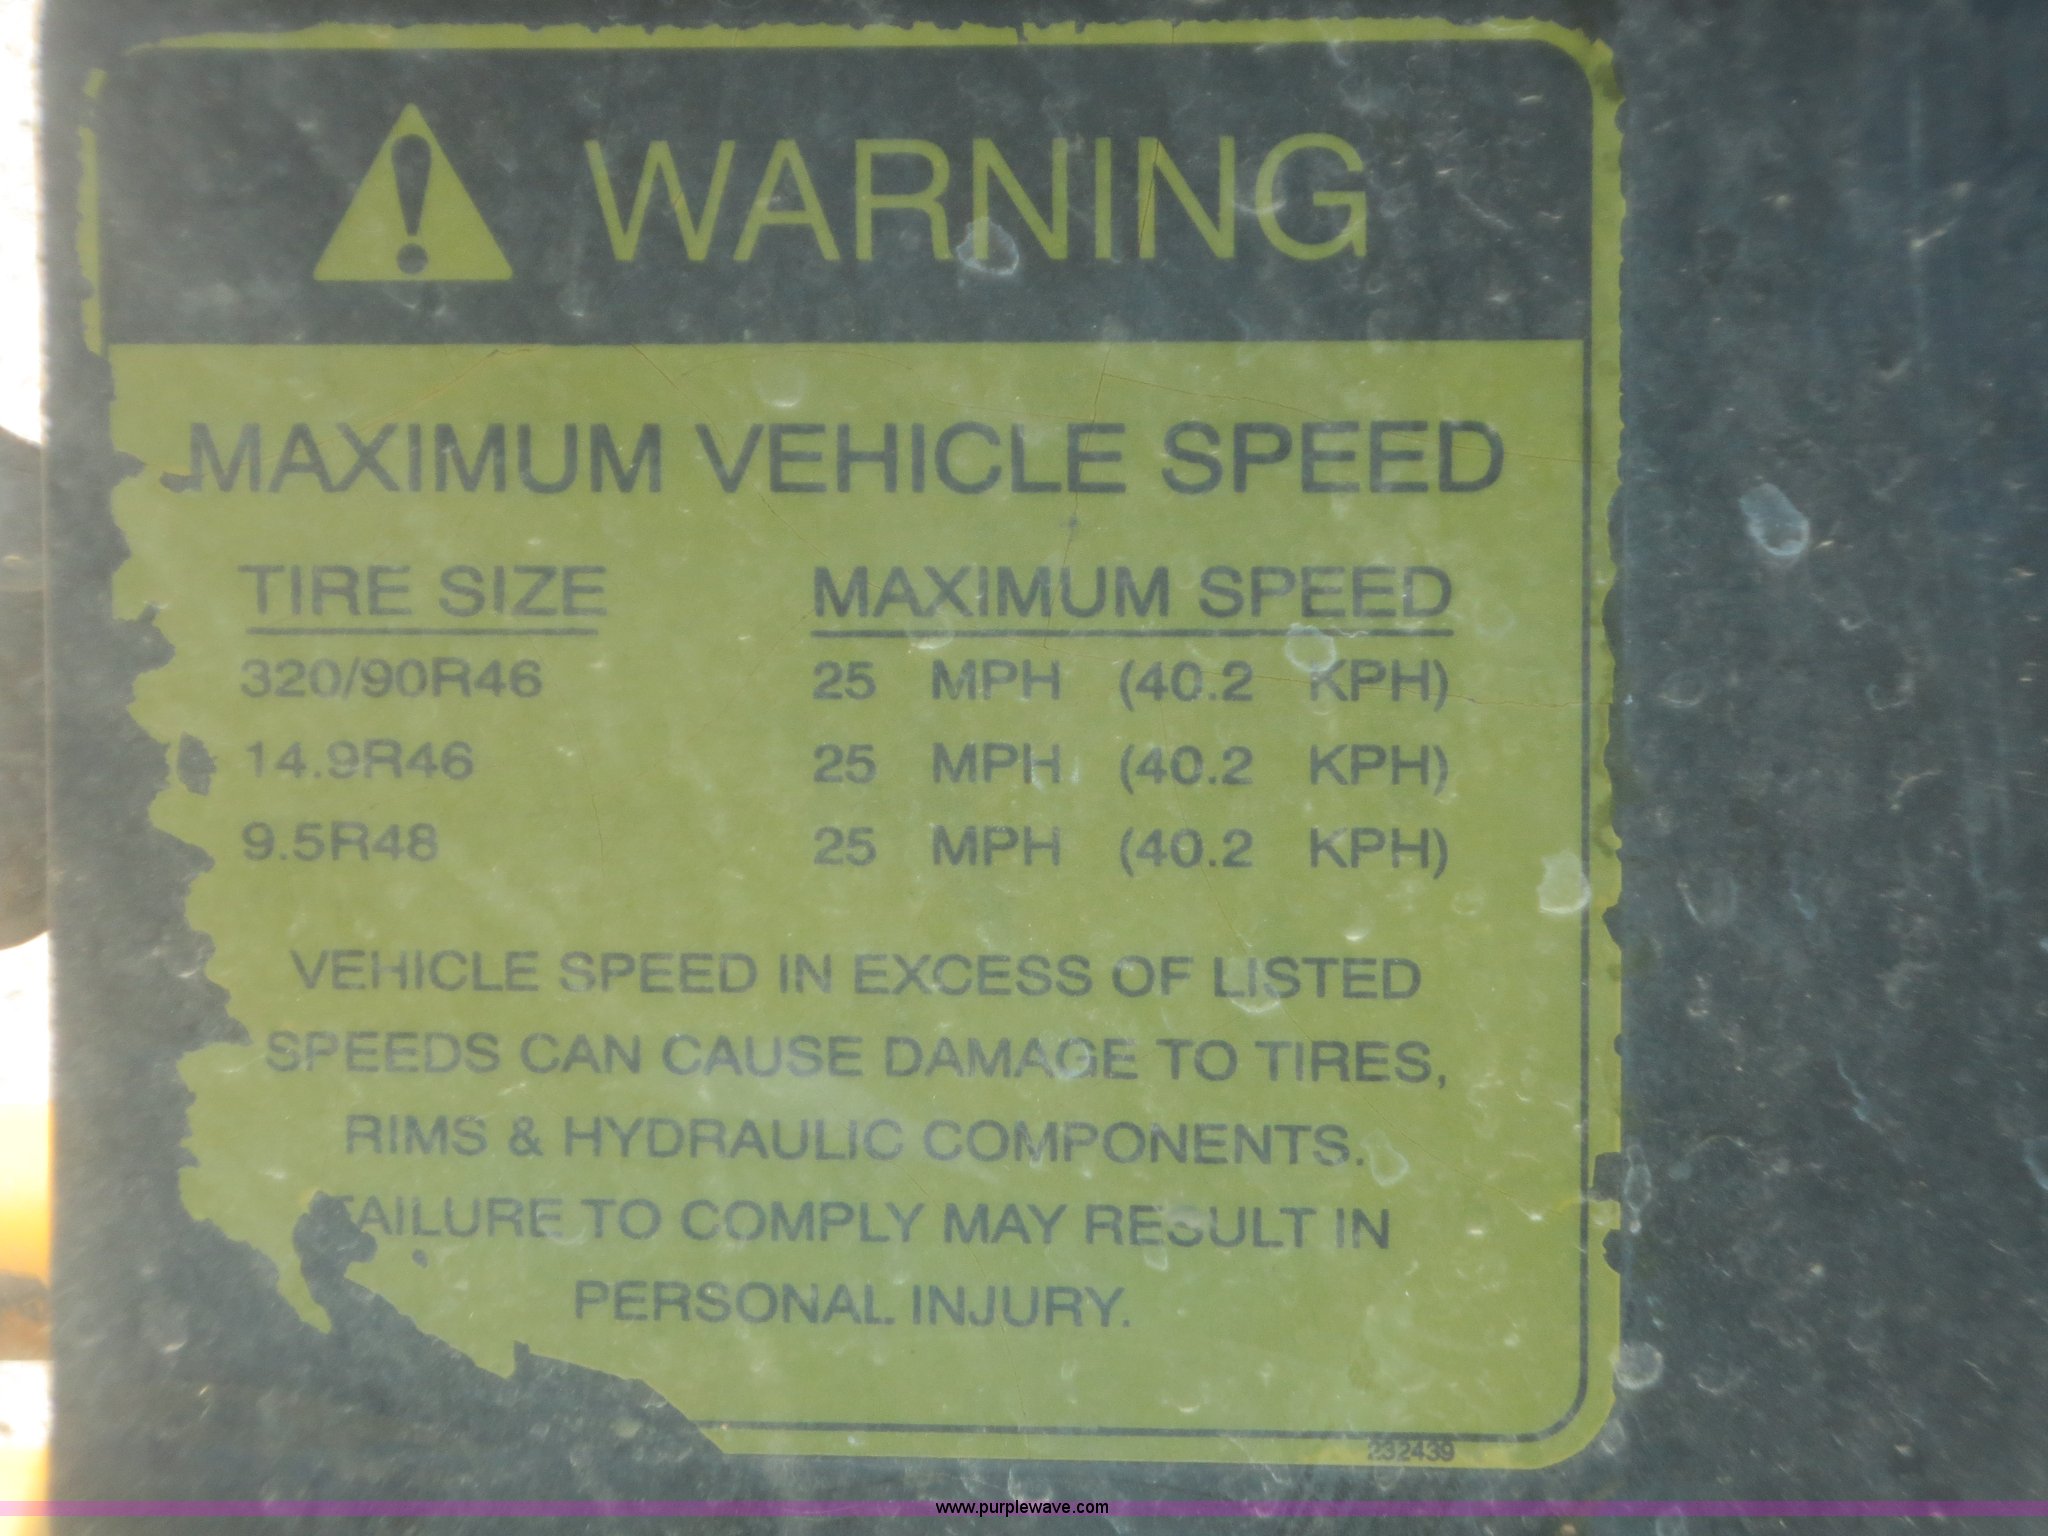 WARNING
MAXIMUM VEHICLE SPEED
TIRE SIZE MAXIMUM SPEED
320/90R46 25 MPH (40.2 KPH)
14.9R46 25 MPH (40.2 KPH)
9.5R48 25 MPH (40.2 KPH)
VEHICLE SPEED IN EXCESS OF LISTED
SPEEDS CAN CAUSE DAMAGE TO TIRES,
RIMS & HYDRAULIC COMPONENTS.
FAILURE TO COMPLY MAY RESULT IN
PERSONAL INJURY.
232439
www.purplewave.com